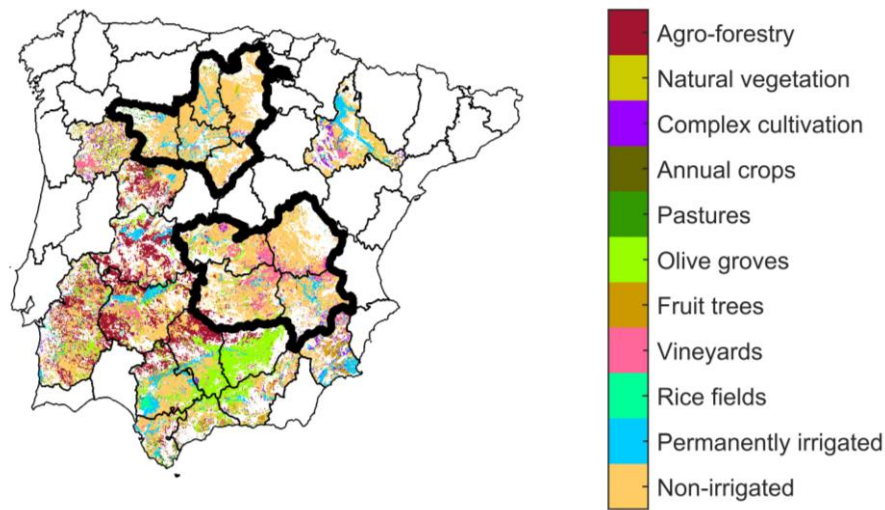 Agro-forestry
Natural vegetation
Complex cultivation
Annual crops
Pastures
Olive groves
Fruit trees
Vineyards
Rice fields
Permanently irrigated
Non-irrigated